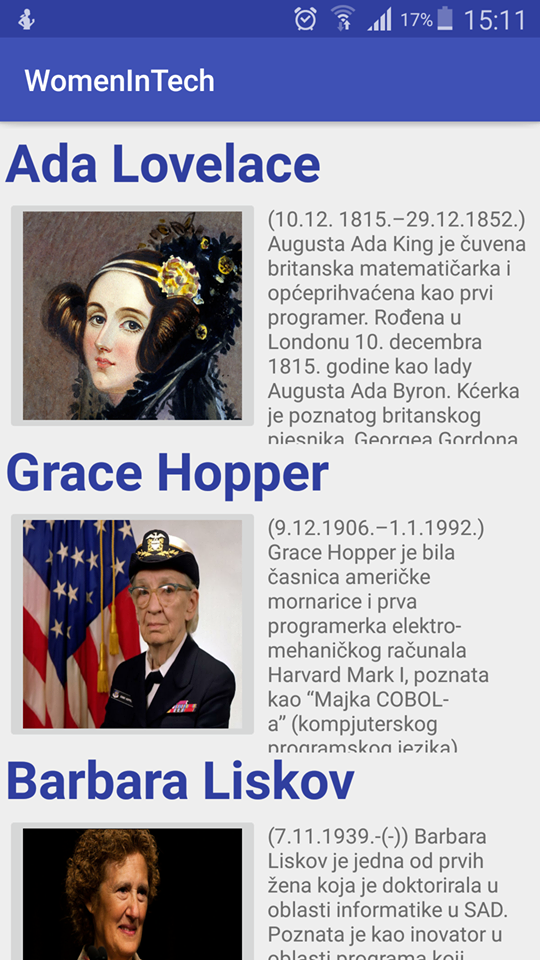 17% 15:11
WomenInTech
Ada Lovelace
(10.12. 1815.–29.12.1852.)
Augusta Ada King je čuvena
britanska matematičarka i
općeprihvaćena kao prvi
programer. Rođena u
Londonu 10. decembra
1815. godine kao lady
Augusta Ada Byron. Kćerka
je poznatog britanskog
pjesnika, Georgea Gordona
Grace Hopper
(9.12.1906.–1.1.1992.)
Grace Hopper je bila
časnica američke
mornarice i prva
programerka elektro-
mehaničkog računala
Harvard Mark I, poznata
kao “Majka COBOL-
a” (kompjuterskog
programskog jezika)
Barbara Liskov
(7.11.1939.-(-)) Barbara
Liskov je jedna od prvih
žena koja je doktorirala u
oblasti informatike u SAD.
Poznata je kao inovator u
oblasti programa koji